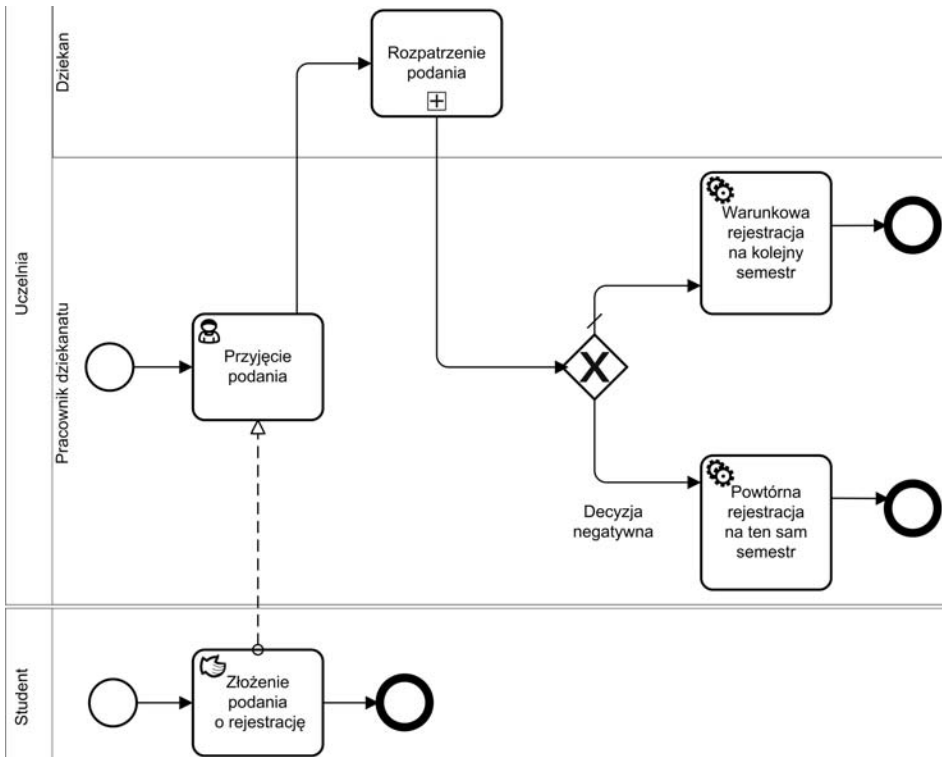 Uczelnia
Dziekan
Rozpatrzenie
podania
Pracownik dziekanatu
Przyjęcie
podania
X
Warunkowa
rejestracja
na kolejny
semestr
Decyzja
negatywna
Powtórna
rejestracja
na ten sam
semestr
Student
Złożenie
podania
o rejestrację